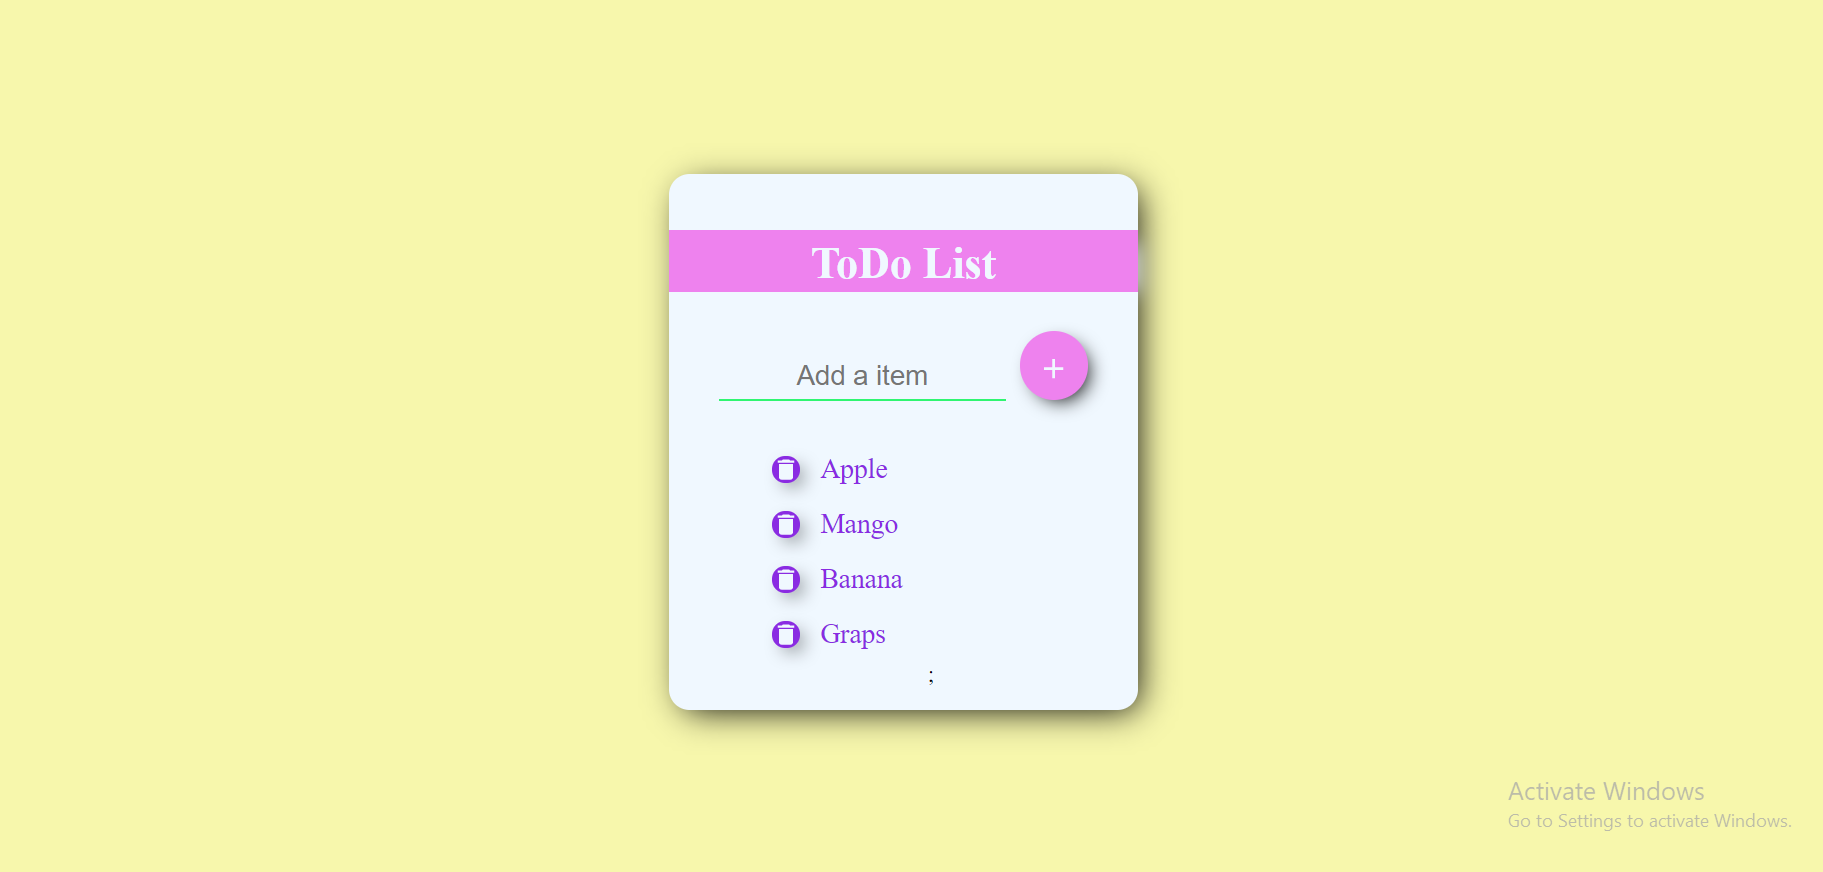 ToDo List
Add a item
+
Apple
Mango
Banana
Graps
;
Activate Windows
Go to Settings to activate Windows.